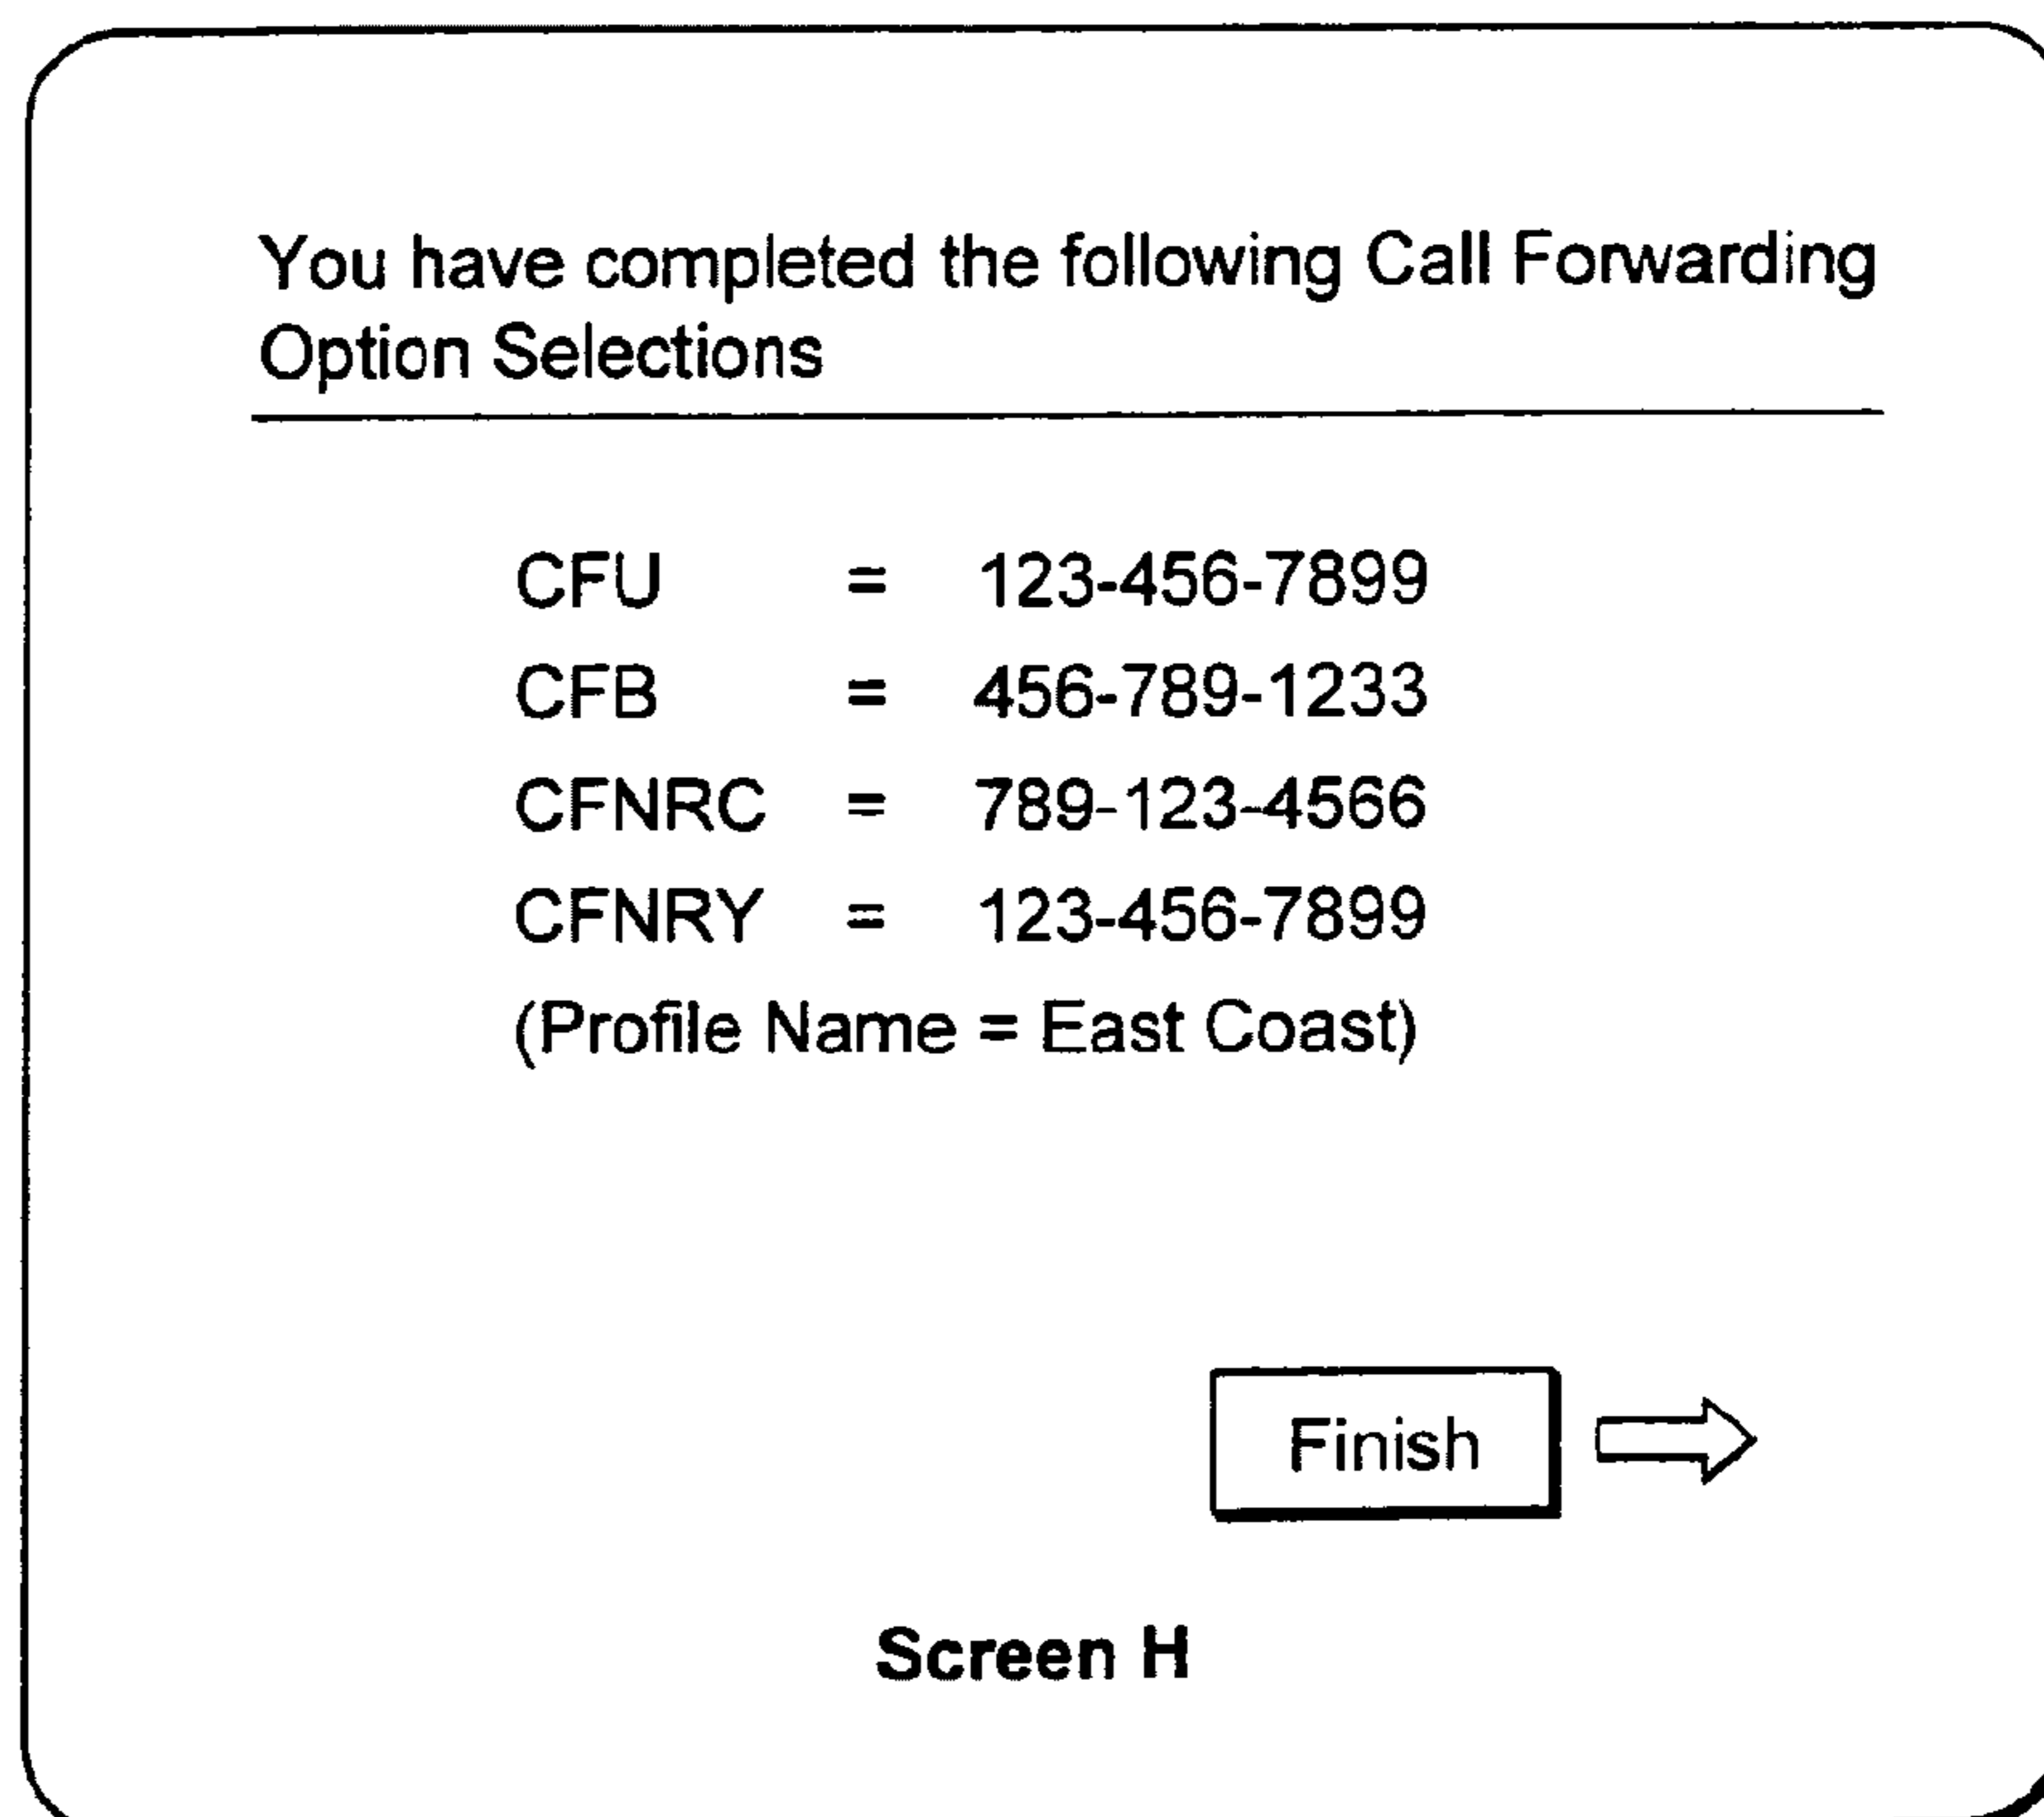 You have completed the following Call Forwarding
Option Selections
CFU = 123-456-7899
CFB = 456-789-1233
CFNRC = 789-123-4566
CFNRY = 123-456-7899
(Profile Name = East Coast)
Finish
Screen H